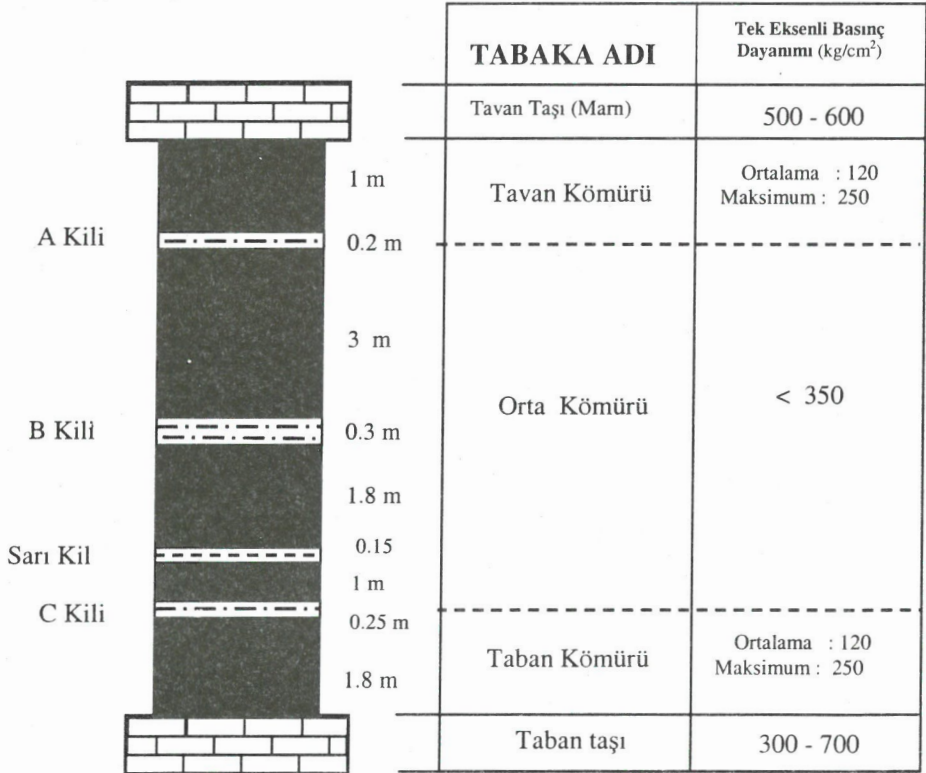 TABAKA ADI
Tek Eksenli Basınç
Dayanımı (kg/cm²)
Tavan Taşı (Marn)
500 - 600
1 m
Tavan Kömürü
Ortalama : 120
Maksimum : 250
A Kili
0.2 m
3 m
Orta Kömürü
< 350
B Kili
0.3 m
1.8 m
Sarı Kil
0.15
1 m
C Kili
0.25 m
Taban Kömürü
Ortalama : 120
Maksimum : 250
1.8 m
Taban taşı
300 - 700